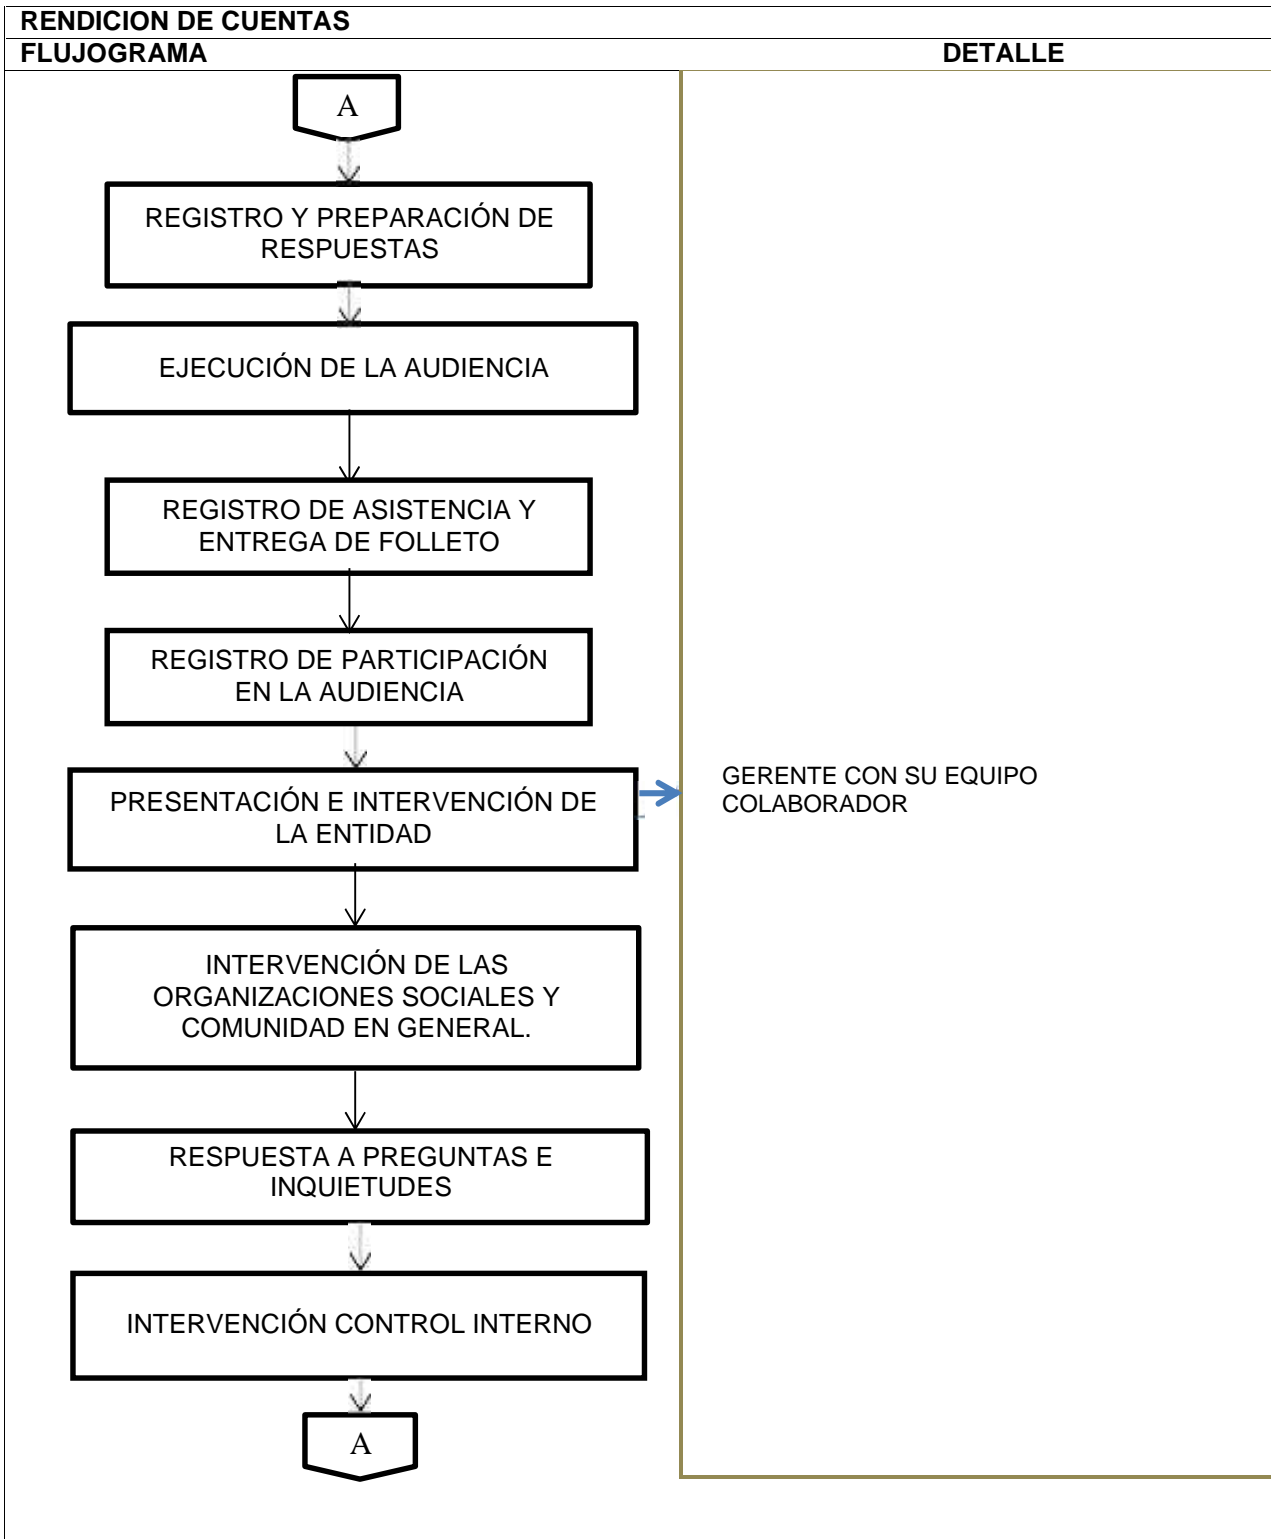 RENDICION DE CUENTAS
FLUJOGRAMA
DETALLE
A
REGISTRO Y PREPARACIÓN DE
RESPUESTAS
EJECUCIÓN DE LA AUDIENCIA
REGISTRO DE ASISTENCIA Y
ENTREGA DE FOLLETO
REGISTRO DE PARTICIPACIÓN
EN LA AUDIENCIA
PRESENTACIÓN E INTERVENCIÓN DE
LA ENTIDAD
GERENTE CON SU EQUIPO
COLABORADOR
INTERVENCIÓN DE LAS
ORGANIZACIONES SOCIALES Y
COMUNIDAD EN GENERAL.
RESPUESTA A PREGUNTAS E
INQUIETUDES
INTERVENCIÓN CONTROL INTERNO
A